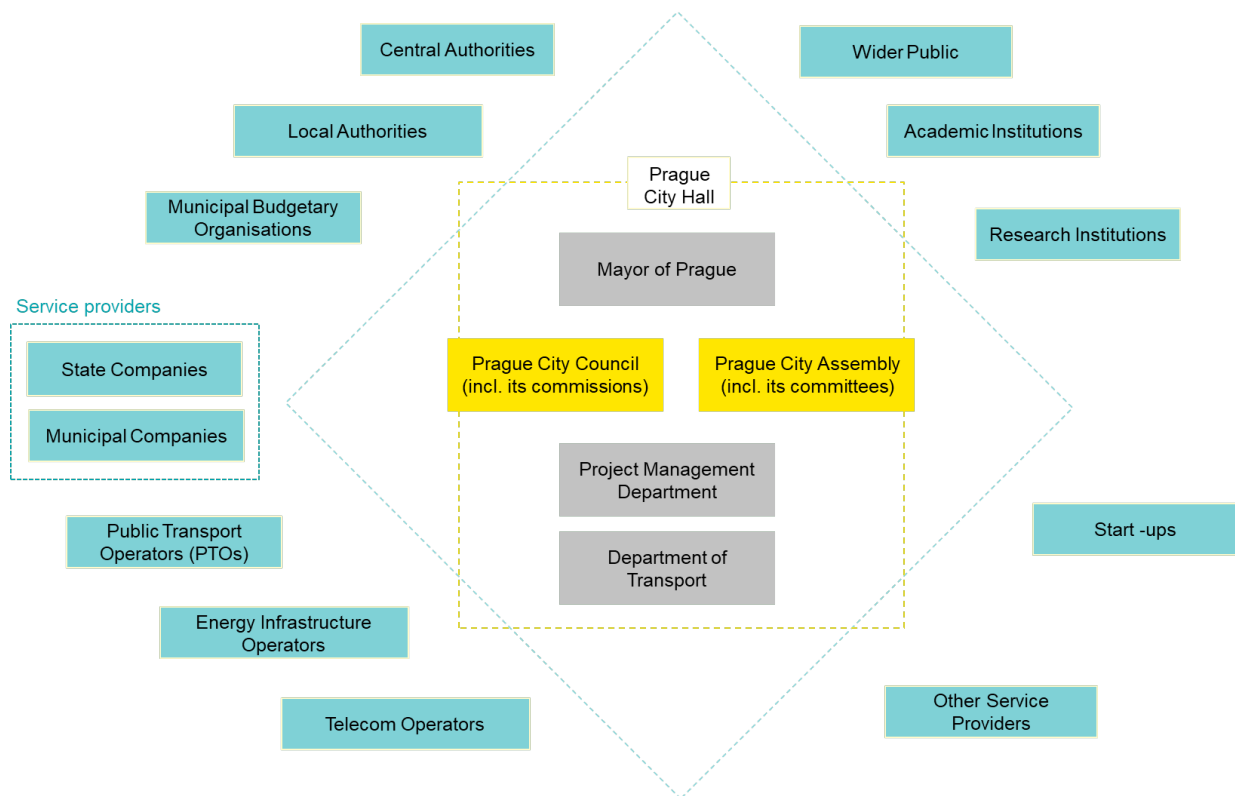 Central Authorities
Wider Public
Local Authorities
Academic Institutions
Prague
City Hall
Municipal Budgetary
Organisations
Research Institutions
Mayor of Prague
Service providers
State Companies
Municipal Companies
Prague City Council
(incl. its commissions)
Prague City Assembly
(incl. its committees)
Project Management
Department
Public Transport
Operators (PTOs)
Start -ups
Department of
Transport
Energy Infrastructure
Operators
Telecom Operators
Other Service
Providers